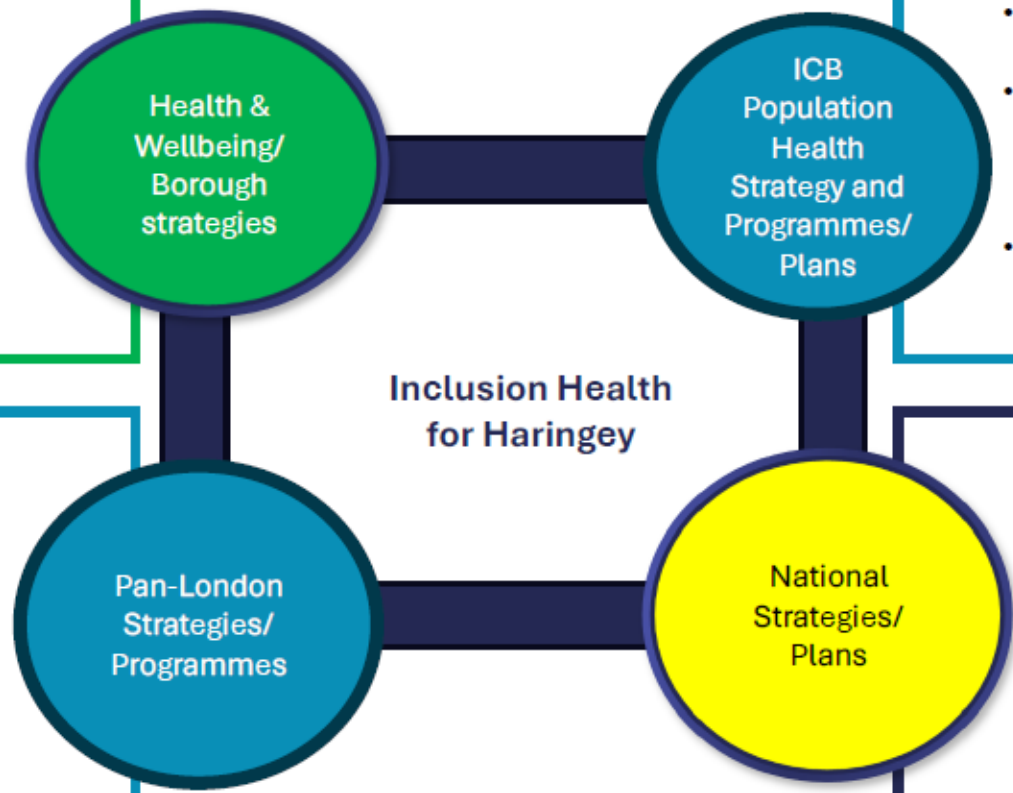 Health &
Wellbeing/
Borough
strategies
ICB
Population
Health
Strategy and
Programmes/
Plans
Inclusion Health
for Haringey
Pan-London
Strategies/
Programmes
National
Strategies/
Plans